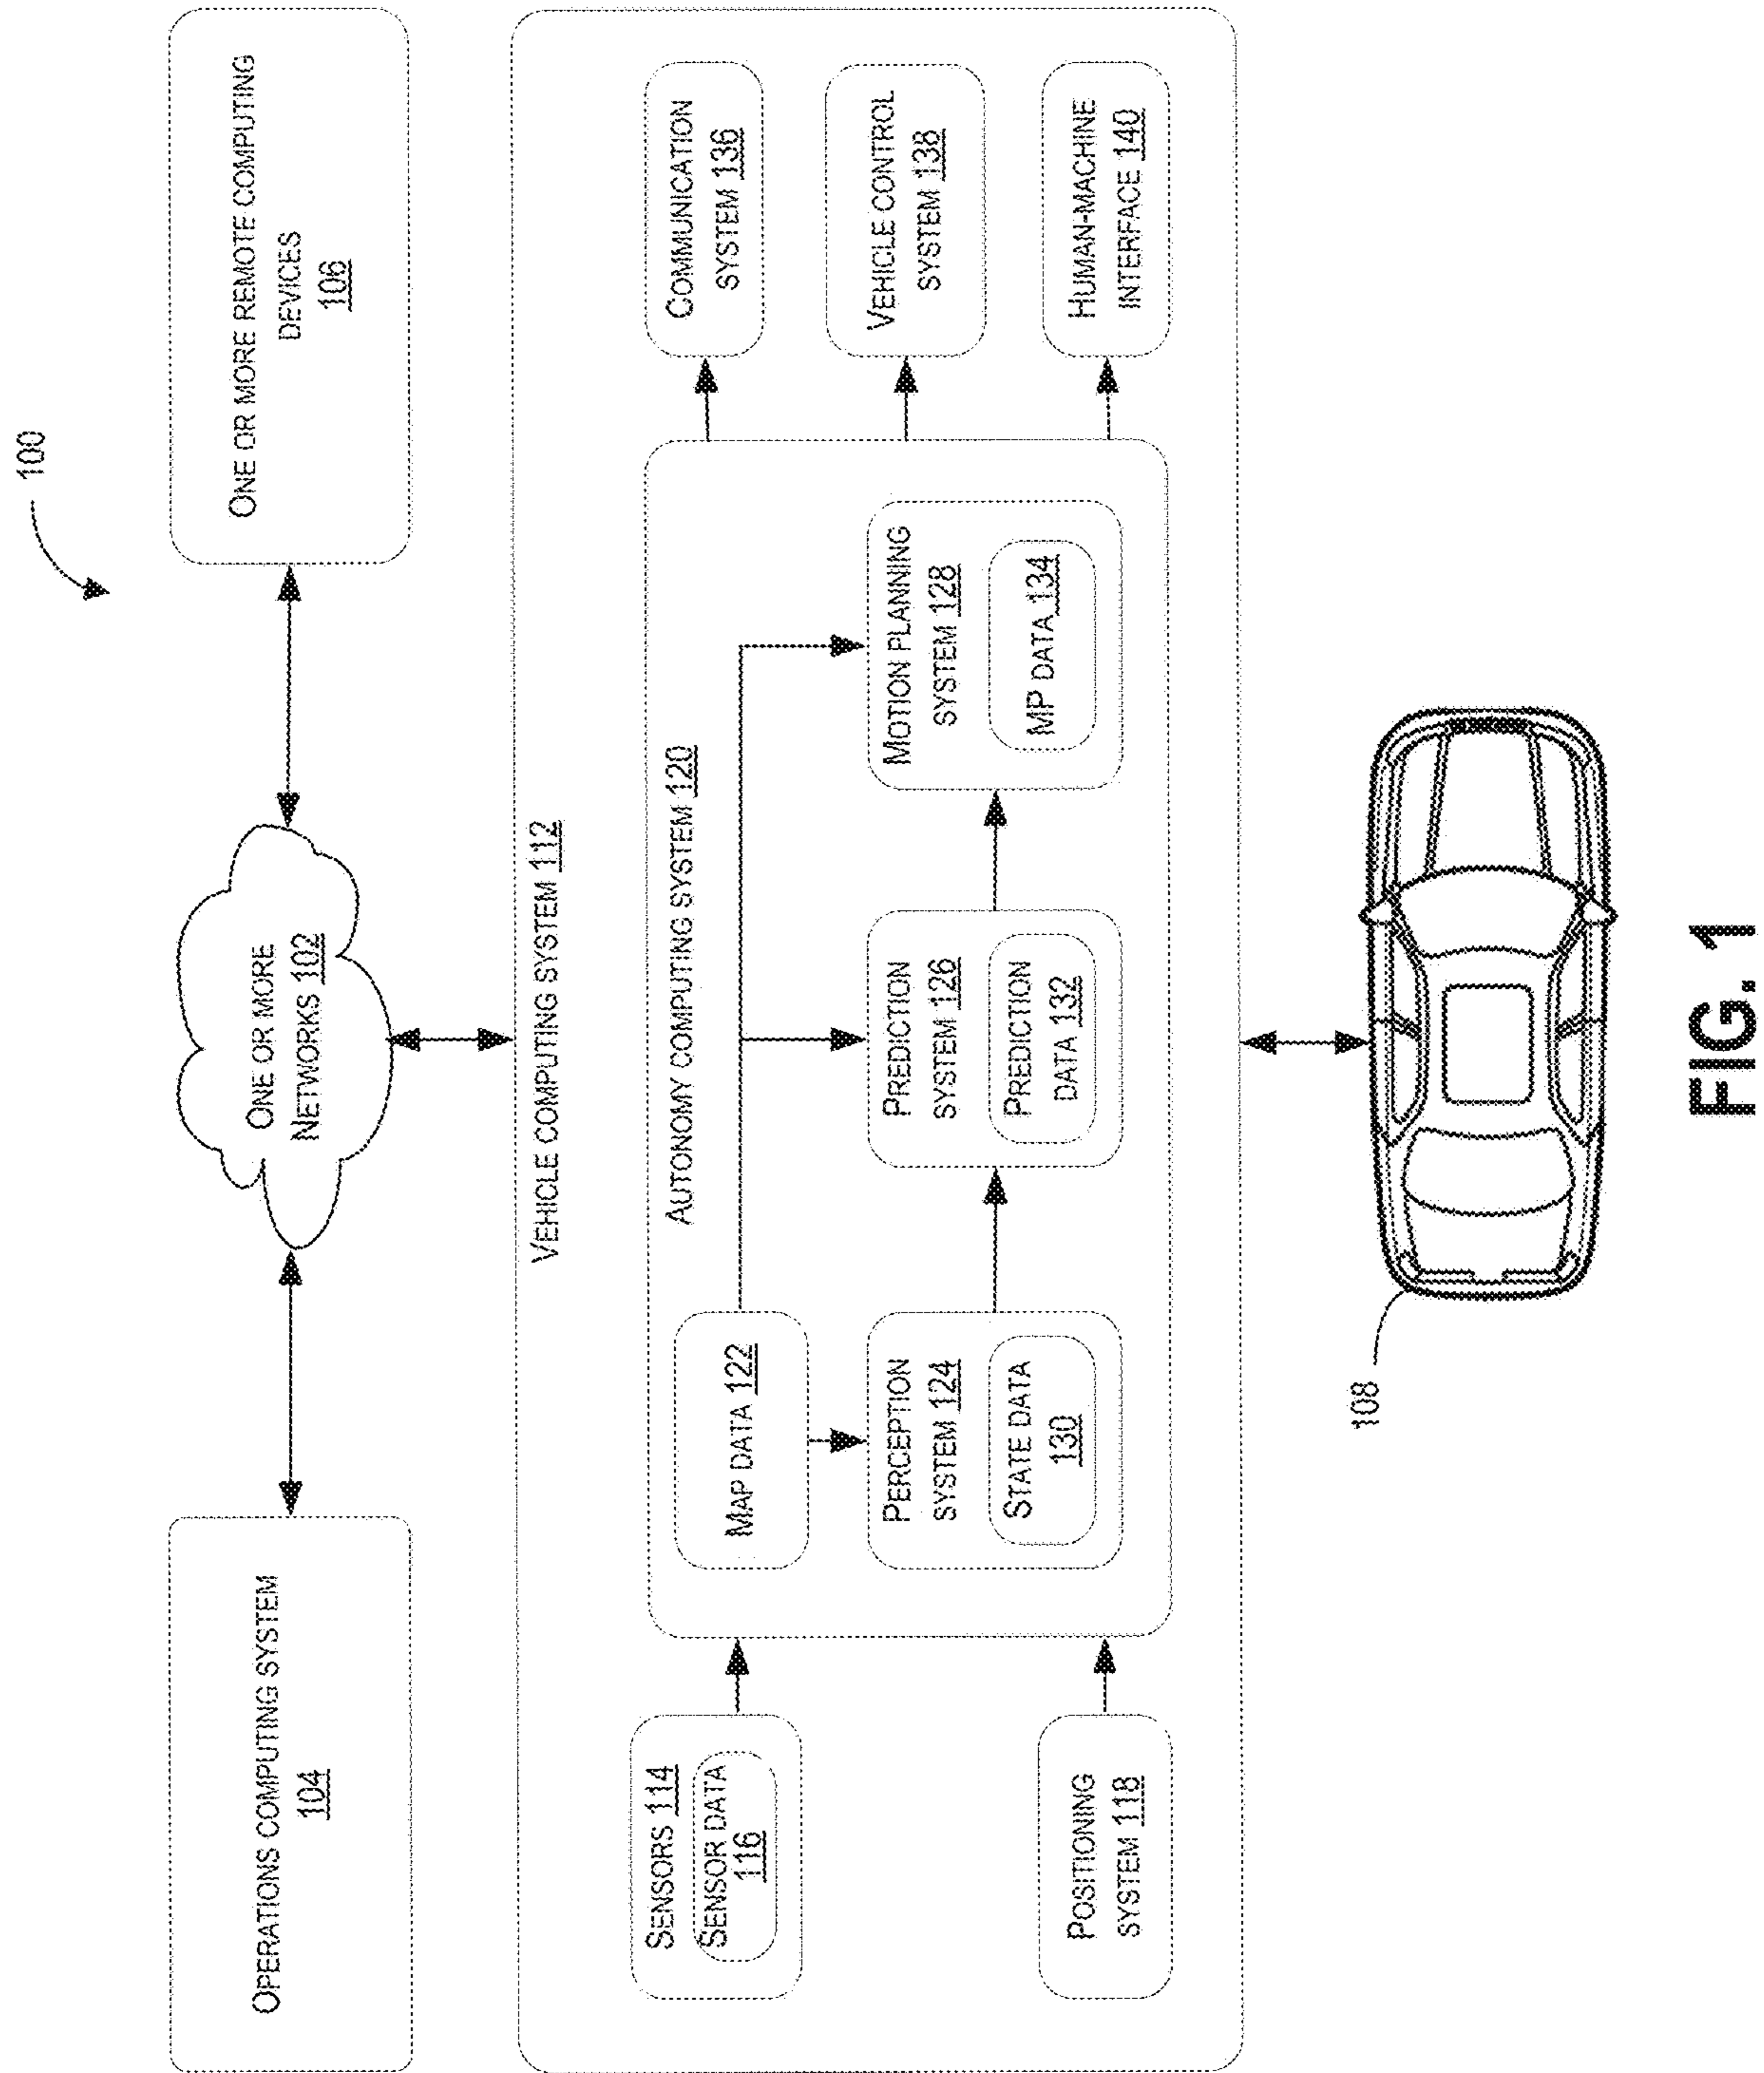 100
OPERATIONS COMPUTING SYSTEM
104
ONE OR MORE
NETWORKS 102
ONE OR MORE REMOTE COMPUTING
DEVICES
106
VEHICLE COMPUTING SYSTEM 112
SENSORS 114
SENSOR DATA
116
POSITIONING
SYSTEM 118
AUTONOMY COMPUTING SYSTEM 120
MAP DATA 122
PERCEPTION
SYSTEM 124
STATE DATA
130
PREDICTION
SYSTEM 126
PREDICTION
DATA 132
MOTION PLANNING
SYSTEM 128
MP DATA 134
COMMUNICATION
SYSTEM 136
VEHICLE CONTROL
SYSTEM 138
HUMAN-MACHINE
INTERFACE 140
108
FIG. 1